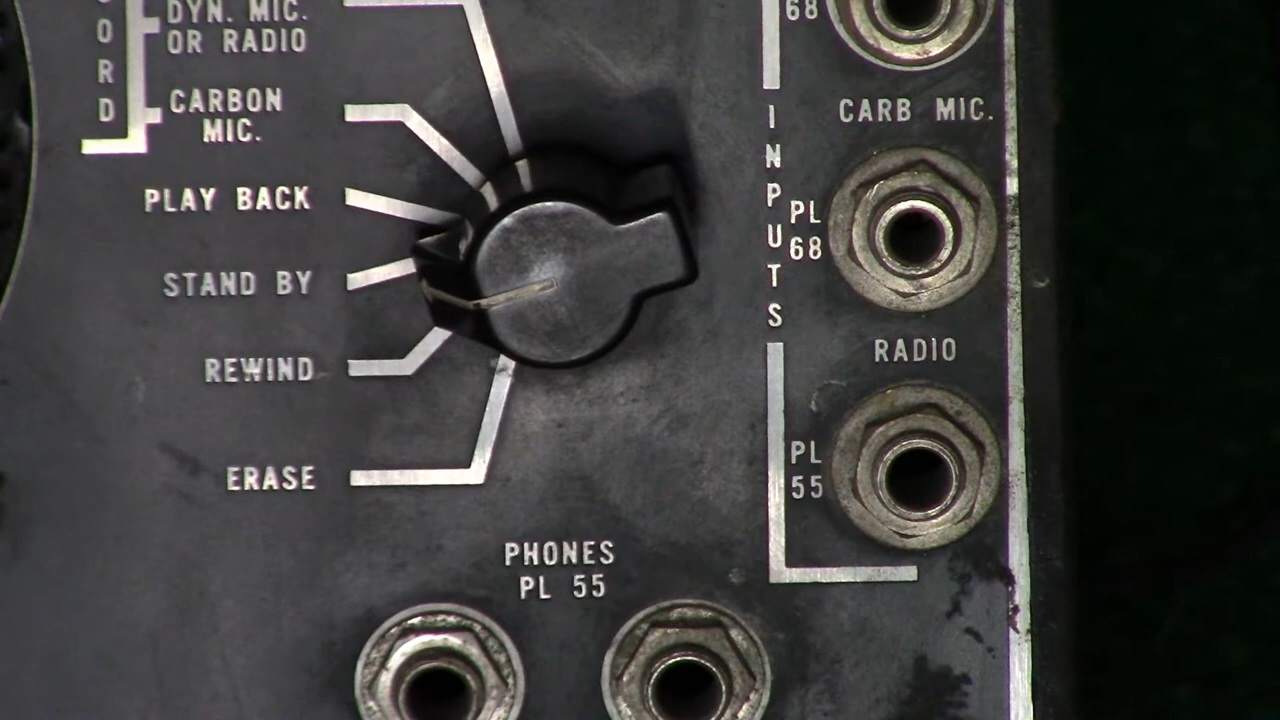 ORD
DYN. MIC.
OR RADIO
CARBON
MIC.
PLAY BACK
STAND BY
REWIND
ERASE
PHONES
PL 55
INPUTS
68
CARB MIC.
PL
68
RADIO
PL
55